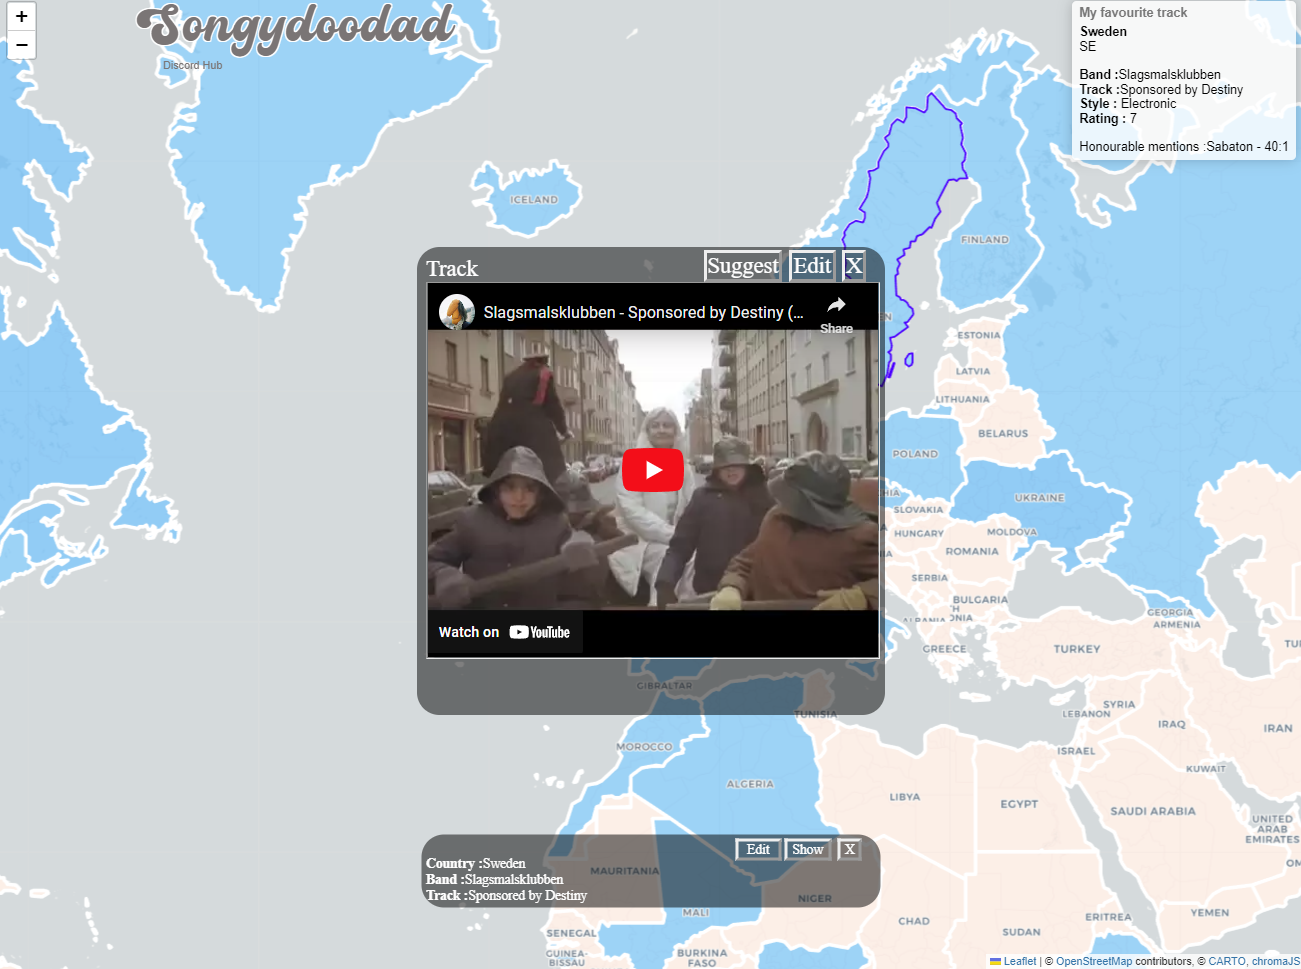 +
−
Songydoodad
Discord Hub
My favourite track
Sweden
SE
Band :Slagsmalsklubben
Track :Sponsored by Destiny
Style : Electronic
Rating : 7
Honourable mentions :Sabaton - 40:1
ICELAND
FINLAND
Track
Suggest
Edit
X
Slagsmalsklubben - Sponsored by Destiny (...
Share
Watch on YouTube
EN
ESTONIA
LATVIA
LITHUANIA
BELARUS
POLAND
UKRAINE
HIA
SLOVAKIA
HUNGARY
MOLDOVA
ROMANIA
SERBIA
BULGARIA
ALBANIA
GEORGIA
ARMENIA
GREECE
TURKEY
TU
GIBRALTAR
TUNISIA
SYRIA
LEBANON
IRAQ
IRAN
MOROCCO
ISRAEL
KUWAIT
ALGERIA
LIBYA
EGYPT
SAUDI ARABIA
UNITED
ARAB
EMIRATES
OM
Edit
Show
X
Country :Sweden
Band :Slagsmalsklubben
Track :Sponsored by Destiny
MAURITANIA
NIGER
MALI
CHAD
SUDAN
ERITREA
YEMEN
SENEGAL
GUINEA-
BISSAU
BURKINA
FASO
Leaflet | © OpenStreetMap contributors, © CARTO, chromaJS